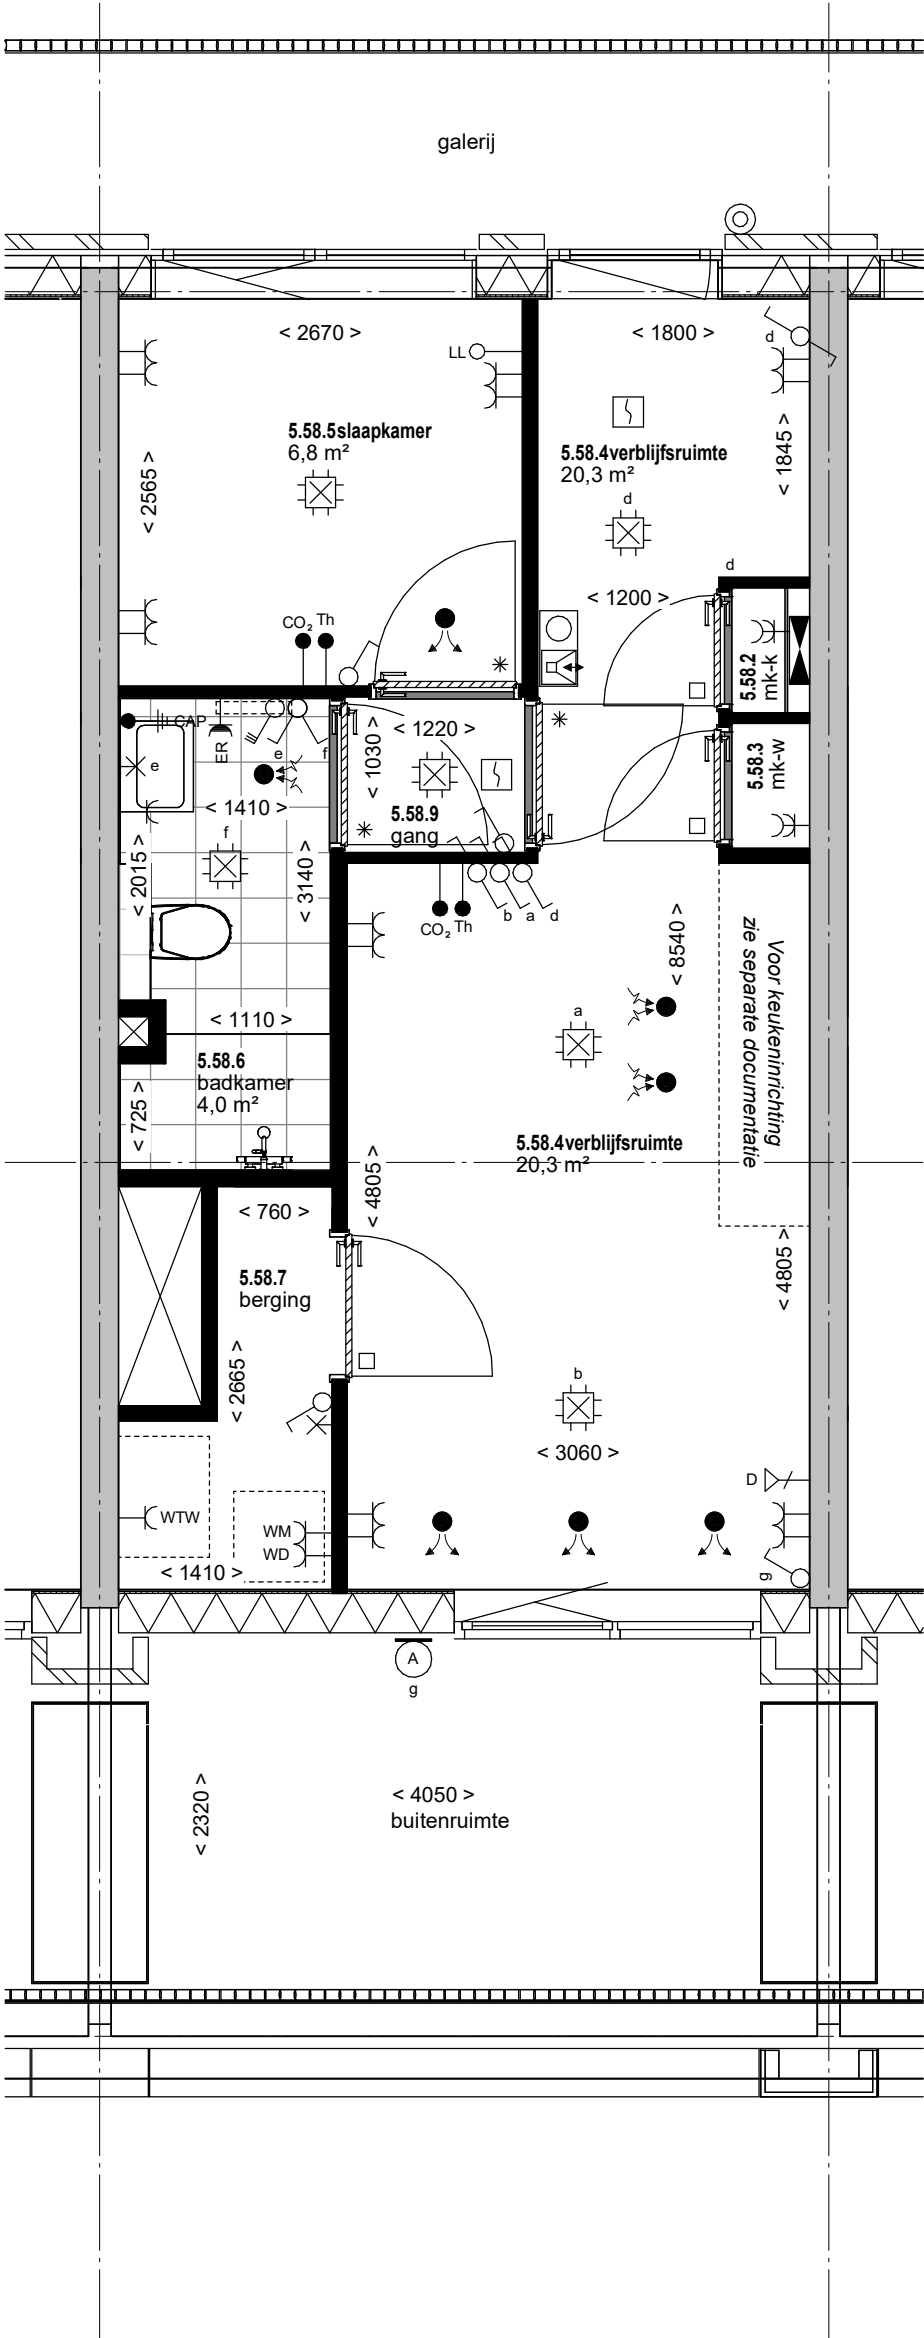 galerij
< 2670 >
< 1800 >
LL
d
5.58.5slaapkamer
6,8 m²
5.58.4verblijfsruimte
20,3 m²
< 2565 >
< 1845 >
d
d
< 1200 >
CO₂ Th
5.58.2
mk-k
CAP
ER
e
f
e
< 1410 >
< 1030 >
< 1220 >
5.58.9
gang
5.58.3
mk-w
f
< 2015 >
< 3140 >
CO₂ Th
b
a
d
< 8540 >
Voor keukeninrichting
zie separate documentatie
< 1110 >
a
5.58.6
badkamer
4,0 m²
< 725 >
5.58.4verblijfsruimte
20,3 m²
< 760 >
< 4805 >
< 4805 >
5.58.7
berging
< 2665 >
b
< 3060 >
D
WTW
WM
WD
< 1410 >
g
A
g
< 4050 >
buitenruimte
< 2320 >